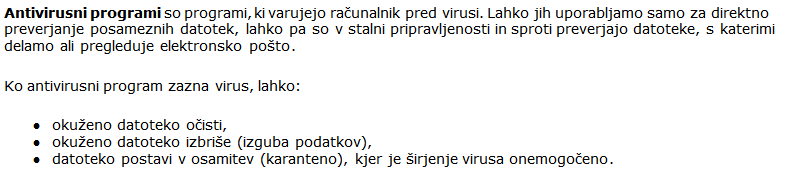 Antivirusni programi so programi, ki varujejo računalnik pred virusi. Lahko jih uporabljamo samo za direktno
preverjanje posameznih datotek, lahko pa so v stalni pripravljenosti in sproti preverjajo datoteke, s katerimi
delamo ali pregleduje elektronsko pošto.
Ko antivirusni program zazna virus, lahko:
• okuženo datoteko očisti,
• okuženo datoteko izbriše (izguba podatkov),
• datoteko postavi v osamitev (karanteno), kjer je širjenje virusa onemogočeno.